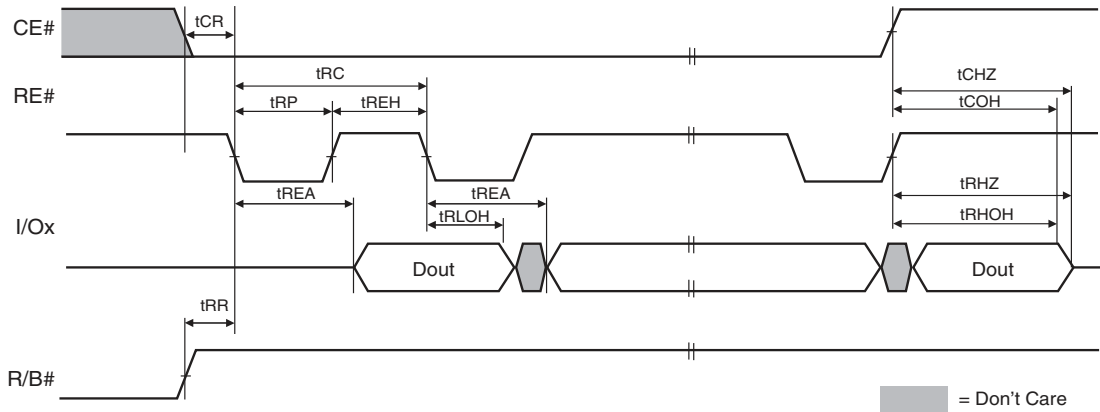 CE#
tCR
tCHZ
tRC
tCOH
RE#
tRP
tREH
tREA
tREA
tRHZ
tRLOH
tRHOH
I/Ox
Dout
Dout
tRR
R/B#
= Don't Care